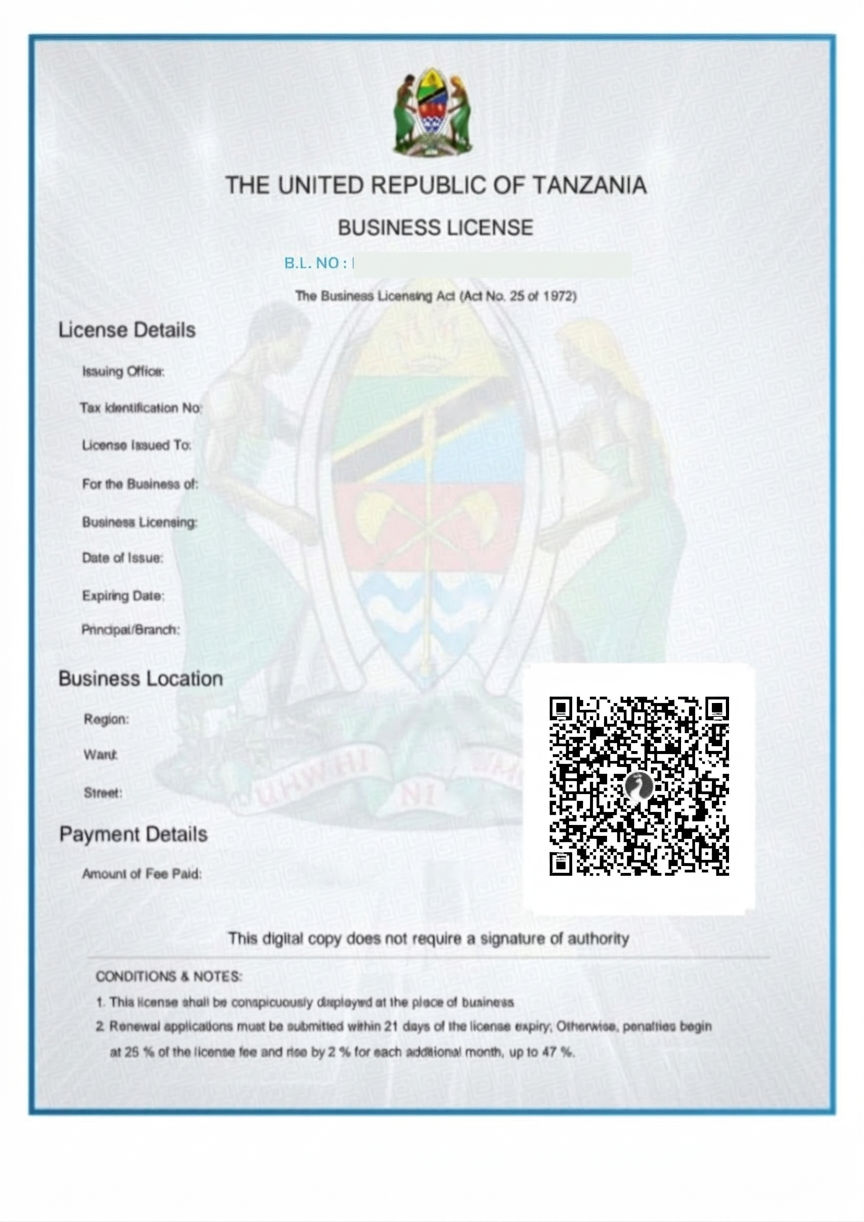 THE UNITED REPUBLIC OF TANZANIA
BUSINESS LICENSE
B.L. NO :
The Business Licensing Act (Act No. 25 of 1972)
License Details
Issuing Office:
Tax Identification No:
License Issued To:
For the Business of:
Business Licensing:
Date of Issue:
Expiring Date:
Principal/Branch:
Business Location
Region:
Want
Street:
UHWHI
NI
Payment Details
Amount of Fee Paid:
This digital copy does not require a signature of authority
CONDITIONS & NOTES:
1. This license shall be conspicuously displayed at the place of business
2. Renewal applications must be submitted within 21 days of the license expiry; Otherwise, penalties begin
at 25 % of the license fee and rise by 2 % for each additional month, up to 47 %.